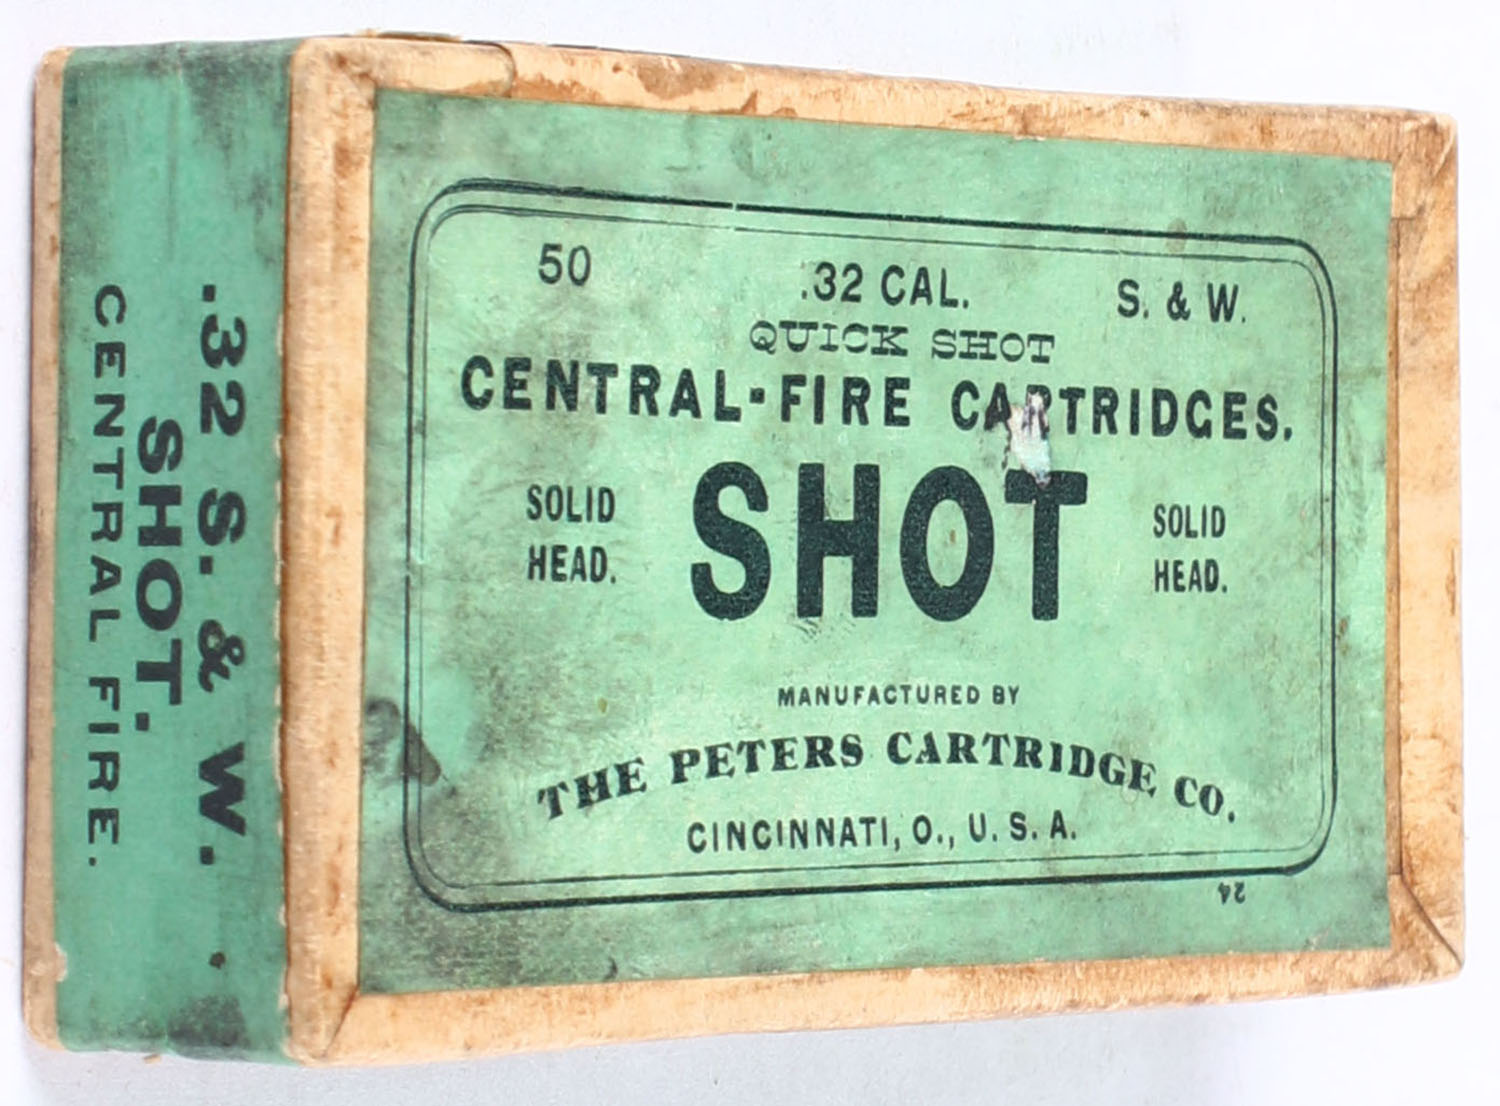 50 .32 CAL. S. & W.
QUICK SHOT
CENTRAL-FIRE CARTRIDGES.
SOLID HEAD. SHOT SOLID HEAD.
MANUFACTURED BY
THE PETERS CARTRIDGE CO.
CINCINNATI, O., U. S. A.
24
.32 S. & W.
SHOT.
CENTRAL FIRE.